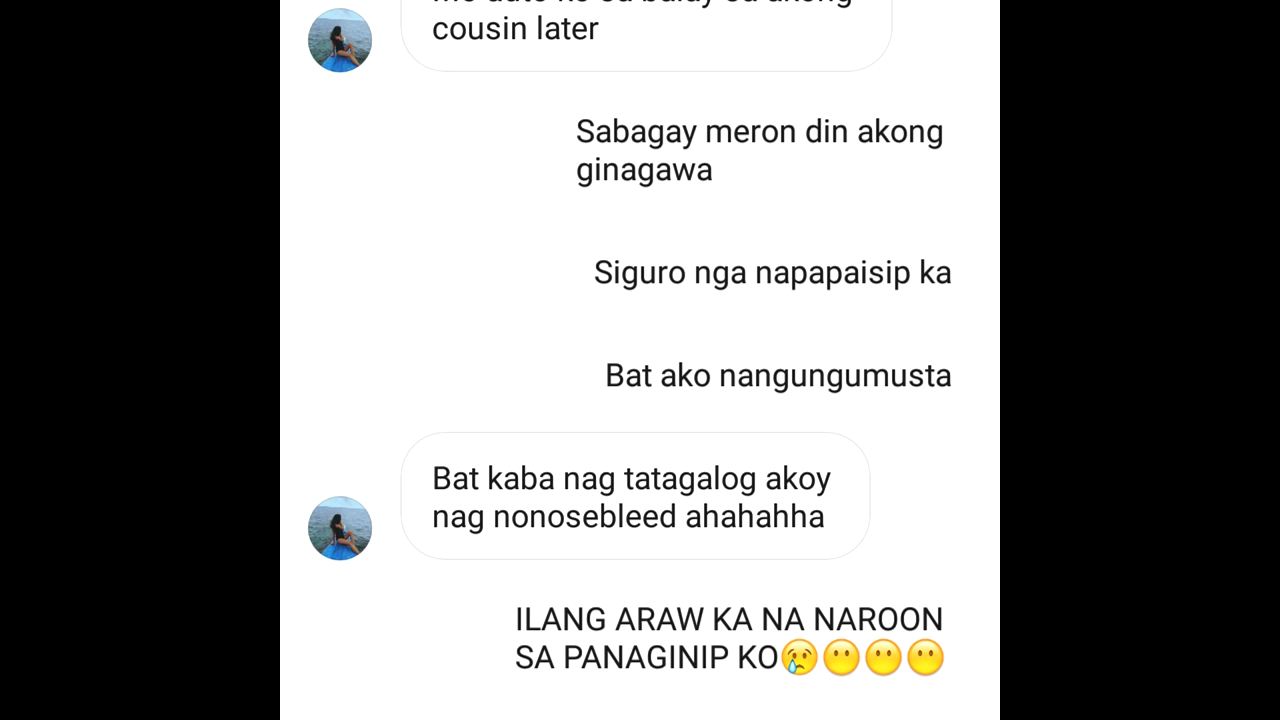 cousin later
Sabagay meron din akong
ginagawa
Siguro nga napapaisip ka
Bat ako nangungumusta
Bat kaba nag tatagalog akoy
nag nonosebleed ahahahha
ILANG ARAW KA NA NAROON
SA PANAGINIP KO😢😶😶😶